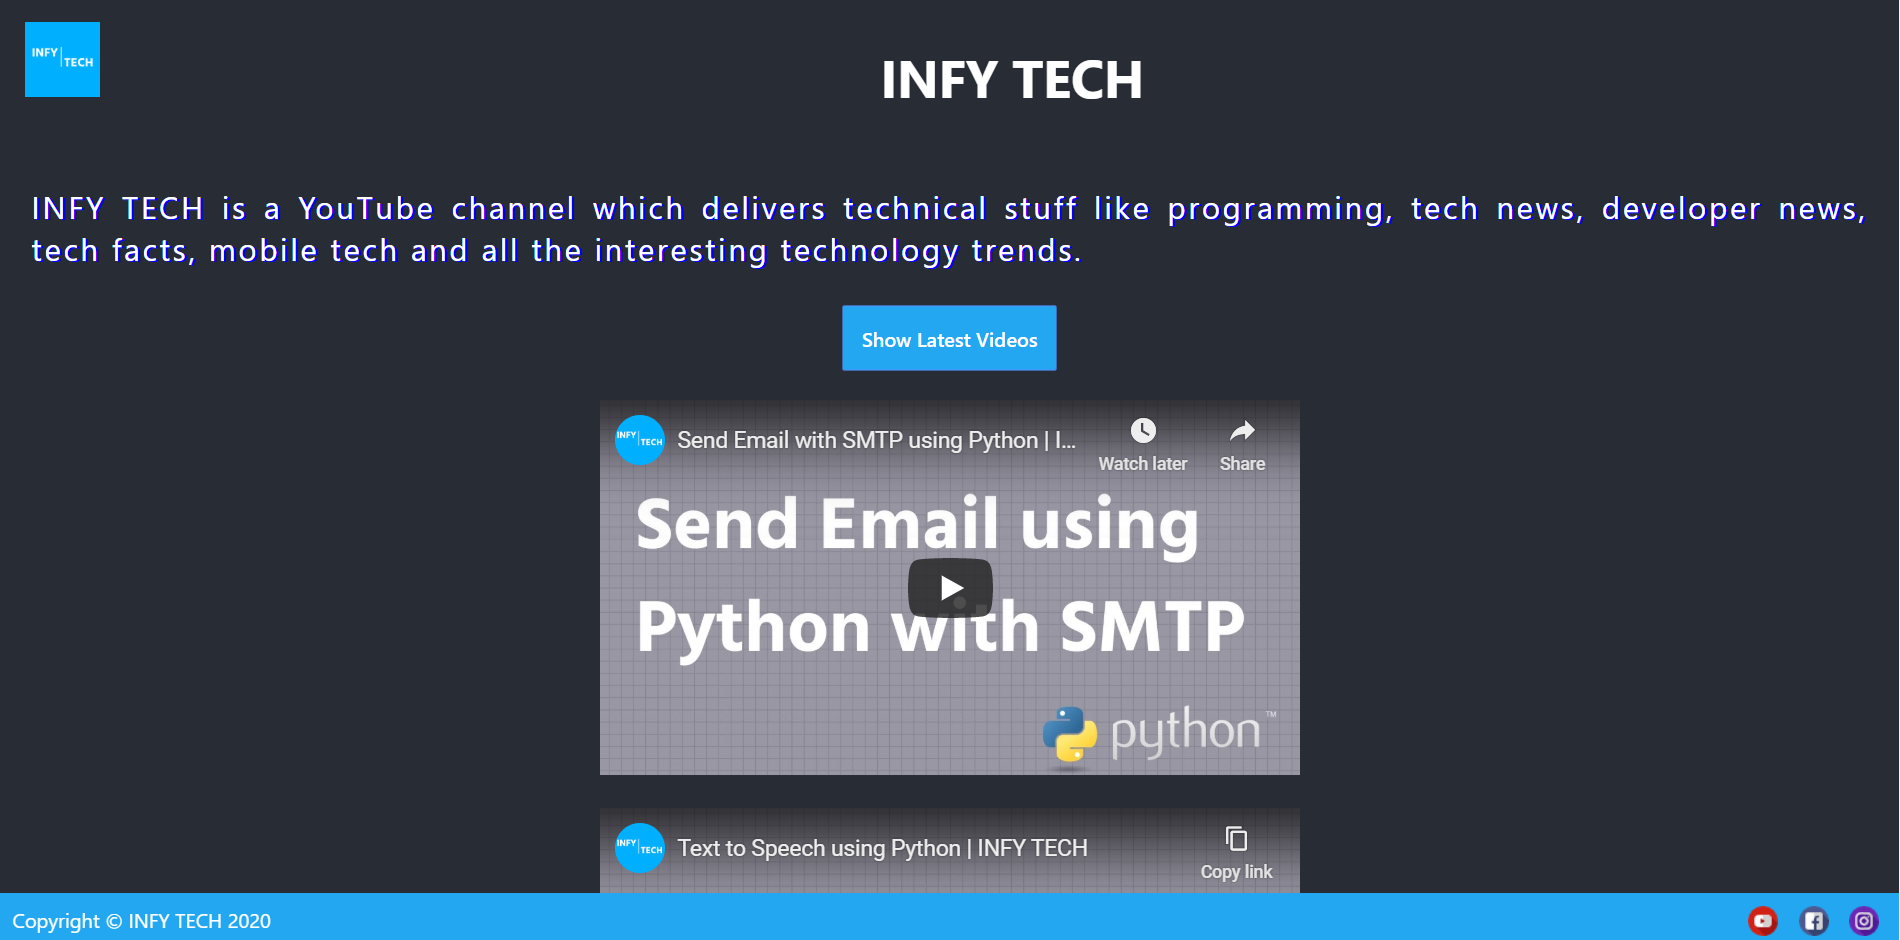 INFY TECH
INFY TECH
INFY TECH is a YouTube channel which delivers technical stuff like programming, tech news, developer news,
tech facts, mobile tech and all the interesting technology trends.
Show Latest Videos
INFY TECH
Send Email with SMTP using Python | I...
Watch later
Share
Send Email using
Python with SMTP
python™
INFY TECH
Text to Speech using Python | INFY TECH
Copy link
Copyright © INFY TECH 2020